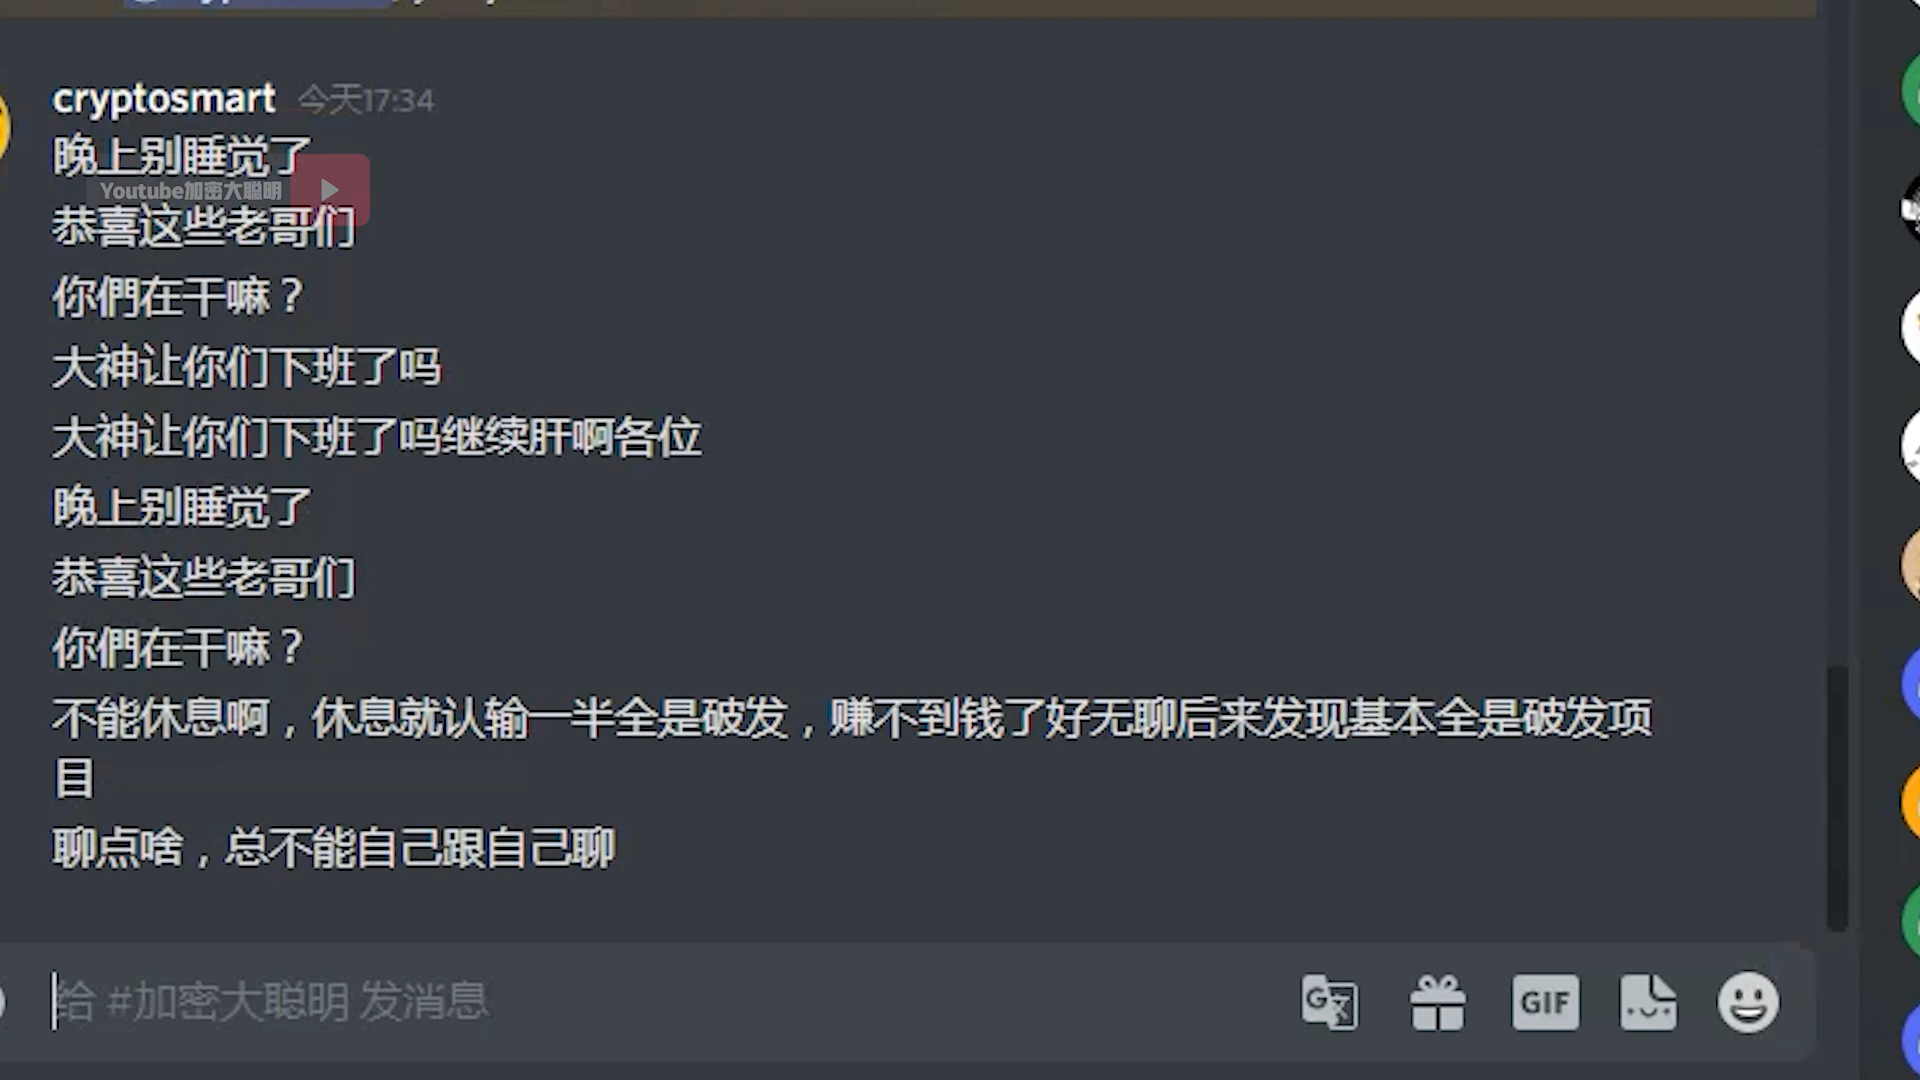 cryptosmart 今天17:34
晚上别睡觉了
Youtube加密大聪明
恭喜这些老哥们
你們在干嘛？
大神让你们下班了吗
大神让你们下班了吗继续肝啊各位
晚上别睡觉了
恭喜这些老哥们
你們在干嘛？
不能休息啊，休息就认输一半全是破发，赚不到钱了好无聊后来发现基本全是破发项
目
聊点啥，总不能自己跟自己聊
给 #加密大聪明 发消息
GIF